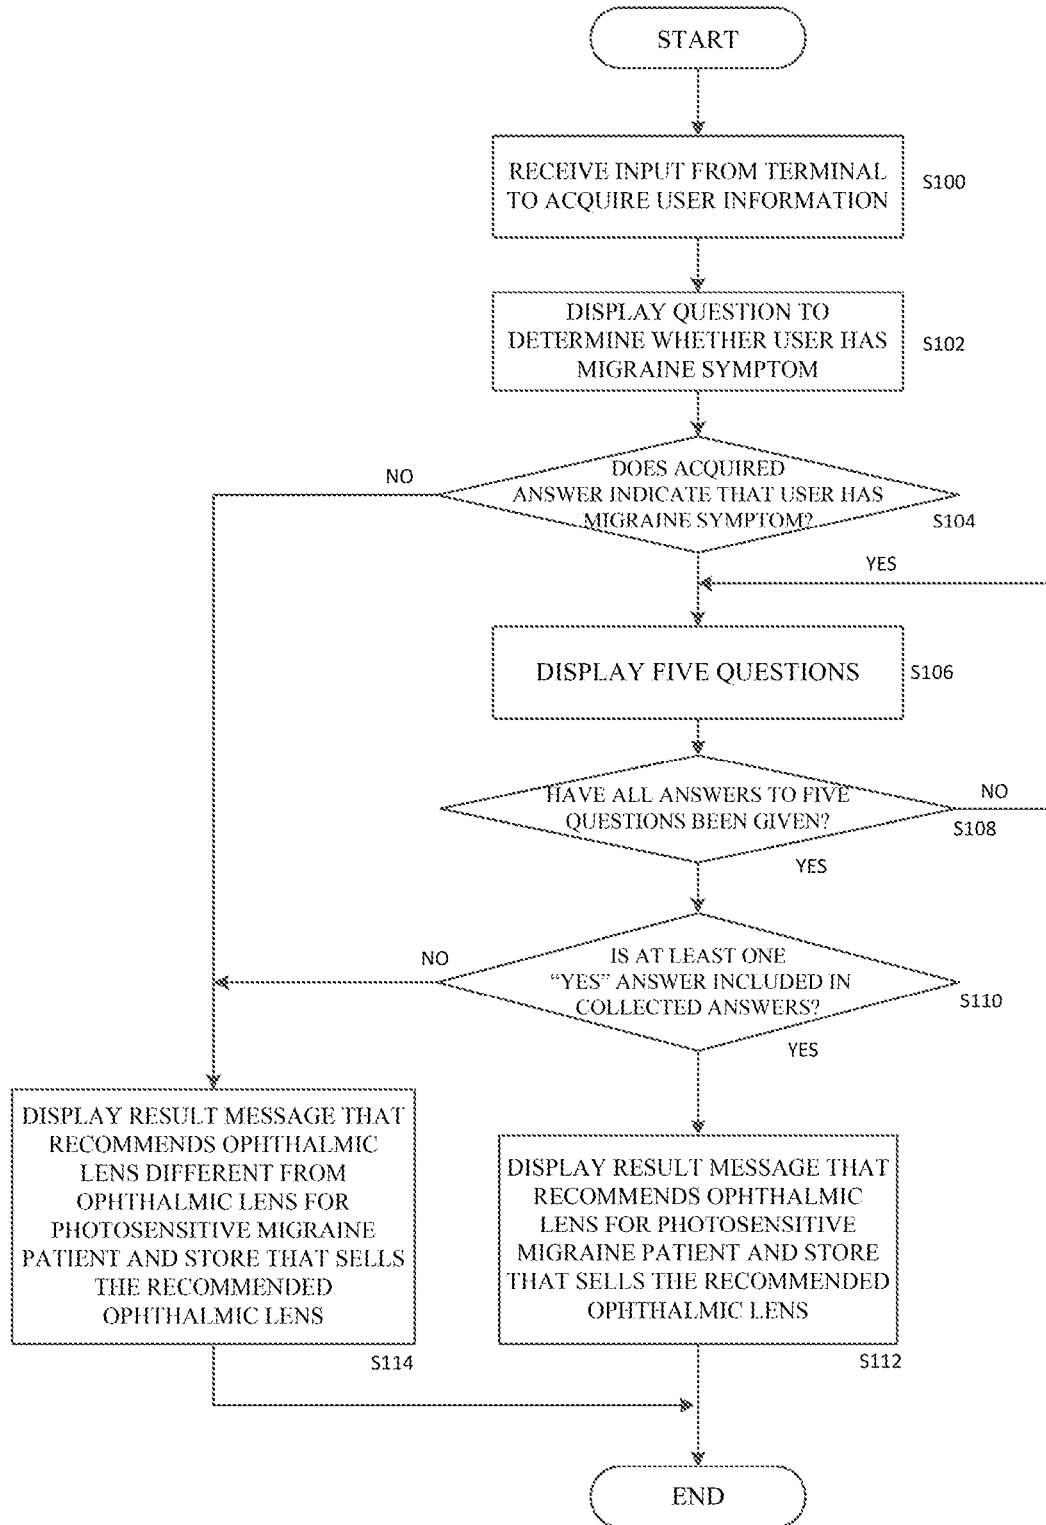 START
RECEIVE INPUT FROM TERMINAL
TO ACQUIRE USER INFORMATION
S100
DISPLAY QUESTION TO
DETERMINE WHETHER USER HAS
MIGRAINE SYMPTOM
S102
NO
DOES ACQUIRED
ANSWER INDICATE THAT USER HAS
MIGRAINE SYMPTOM?
S104
YES
DISPLAY FIVE QUESTIONS
S106
HAVE ALL ANSWERS TO FIVE
QUESTIONS BEEN GIVEN?
NO
S108
YES
NO
IS AT LEAST ONE
“YES” ANSWER INCLUDED IN
COLLECTED ANSWERS?
S110
YES
DISPLAY RESULT MESSAGE THAT
RECOMMENDS OPHTHALMIC
LENS DIFFERENT FROM
OPHTHALMIC LENS FOR
PHOTOSENSITIVE MIGRAINE
PATIENT AND STORE THAT SELLS
THE RECOMMENDED
OPHTHALMIC LENS
S114
DISPLAY RESULT MESSAGE THAT
RECOMMENDS OPHTHALMIC
LENS FOR PHOTOSENSITIVE
MIGRAINE PATIENT AND STORE
THAT SELLS THE RECOMMENDED
OPHTHALMIC LENS
S112
END